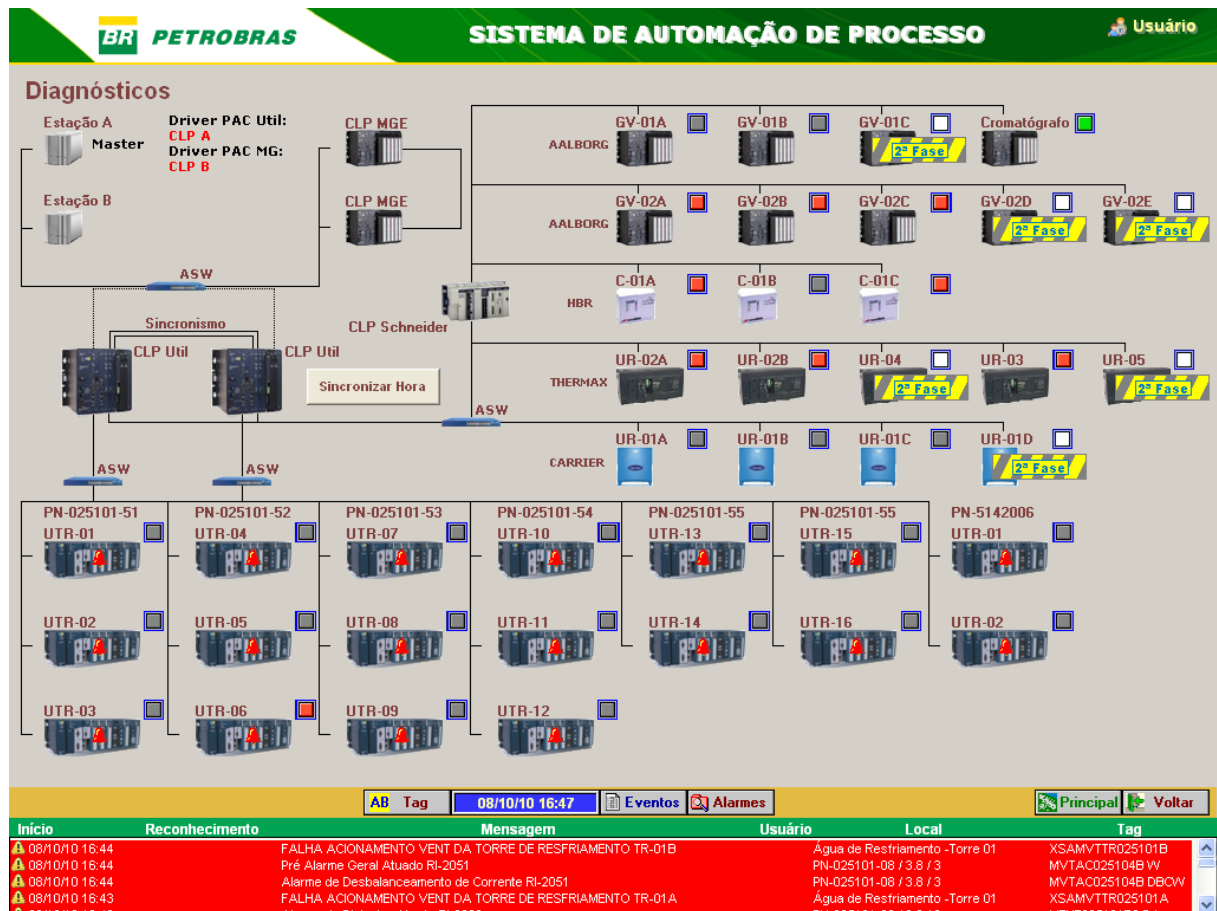 BR PETROBRAS
SISTEMA DE AUTOMAÇÃO DE PROCESSO
Usuário
Diagnósticos
Estação A
Master
Driver PAC Util:
CLP A
Driver PAC MG:
CLP B
Estação B
CLP MGE
CLP MGE
ASW
Sincronismo
CLP Util
CLP Util
CLP Schneider
Sincronizar Hora
ASW
ASW
ASW
AALBORG
GV-01A
GV-01B
GV-01C
2ª Fase
Cromatógrafo
AALBORG
GV-02A
GV-02B
GV-02C
GV-02D
2ª Fase
GV-02E
2ª Fase
HBR
C-01A
C-01B
C-01C
THERMAX
UR-02A
UR-02B
UR-04
2ª Fase
UR-03
UR-05
2ª Fase
CARRIER
UR-01A
UR-01B
UR-01C
UR-01D
2ª Fase
PN-025101-51
UTR-01
UTR-02
UTR-03
PN-025101-52
UTR-04
UTR-05
UTR-06
PN-025101-53
UTR-07
UTR-08
UTR-09
PN-025101-54
UTR-10
UTR-11
UTR-12
PN-025101-55
UTR-13
UTR-14
PN-025101-55
UTR-15
UTR-16
PN-5142006
UTR-01
UTR-02
AB Tag
08/10/10 16:47
Eventos
Alarmes
Principal
Voltar
Início Reconhecimento Mensagem Usuário Local Tag
08/10/10 16:44 FALHA ACIONAMENTO VENT DA TORRE DE RESFRIAMENTO TR-01B Água de Resfriamento -Torre 01 XSAMVTTR025101B
08/10/10 16:44 Pré Alarme Geral Atuado RI-2051 PN-025101-08 / 3.8 / 3 MVTAC025104B W
08/10/10 16:44 Alarme de Desbalanceamento de Corrente RI-2051 PN-025101-08 / 3.8 / 3 MVTAC025104B DBCW
08/10/10 16:43 FALHA ACIONAMENTO VENT DA TORRE DE RESFRIAMENTO TR-01A Água de Resfriamento -Torre 01 XSAMVTTR025101A